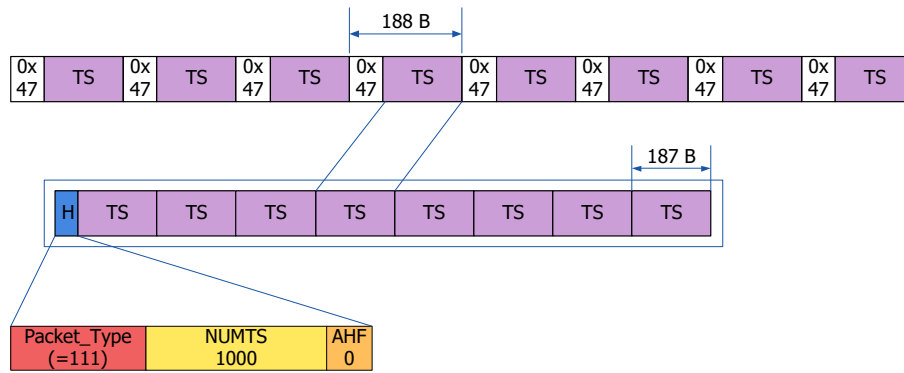 188 B
0x
47
TS
0x
47
TS
0x
47
TS
0x
47
TS
0x
47
TS
0x
47
TS
0x
47
TS
0x
47
TS
187 B
H
TS
TS
TS
TS
TS
TS
TS
TS
Packet_Type
(=111)
NUMTS
1000
AHF
0